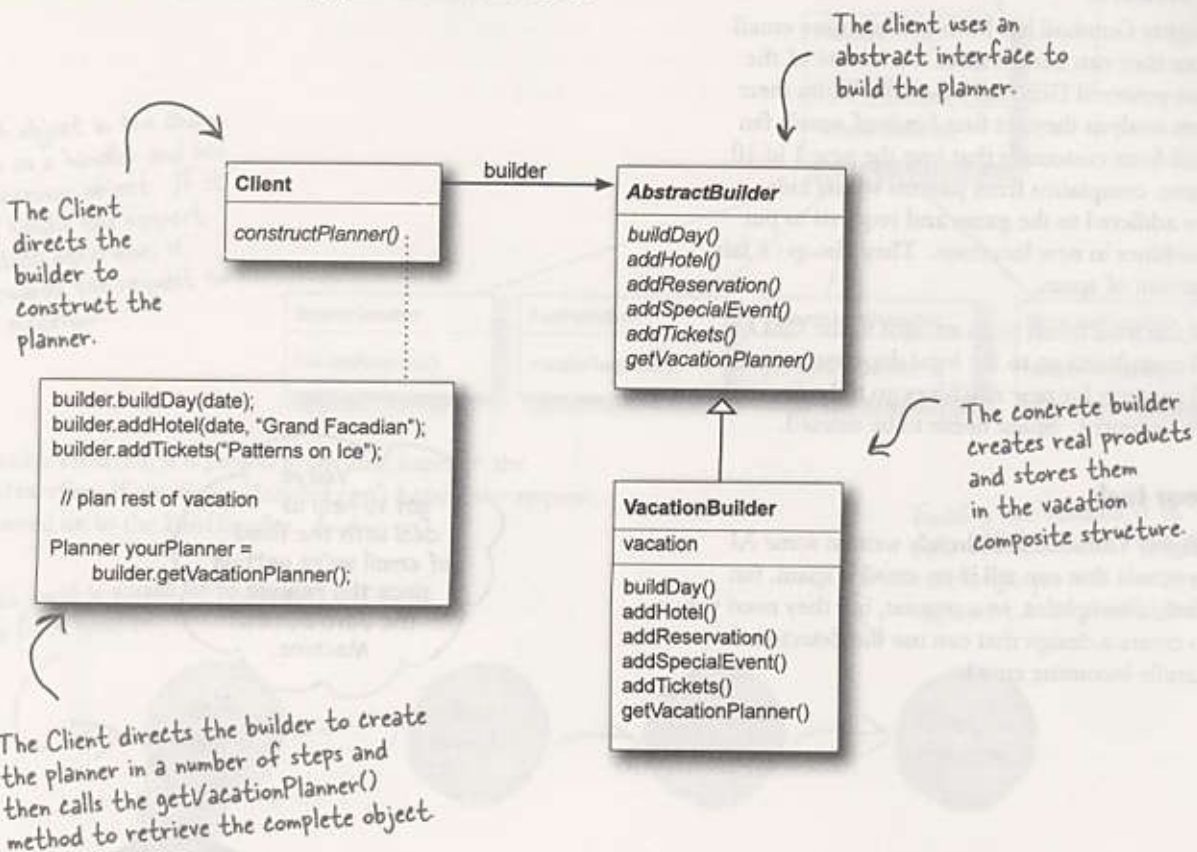 The client uses an
abstract interface to
build the planner.
The Client
directs the
builder to
construct the
planner.
Client
constructPlanner()
builder
AbstractBuilder
buildDay()
addHotel()
addReservation()
addSpecialEvent()
addTickets()
getVacationPlanner()
builder.buildDay(date);
builder.addHotel(date, "Grand Facadian");
builder.addTickets("Patterns on Ice");
// plan rest of vacation
Planner yourPlanner =
builder.getVacationPlanner();
The concrete builder
creates real products
and stores them
in the vacation
composite structure.
VacationBuilder
vacation
buildDay()
addHotel()
addReservation()
addSpecialEvent()
addTickets()
getVacationPlanner()
The Client directs the builder to create
the planner in a number of steps and
then calls the getVacationPlanner()
method to retrieve the complete object.